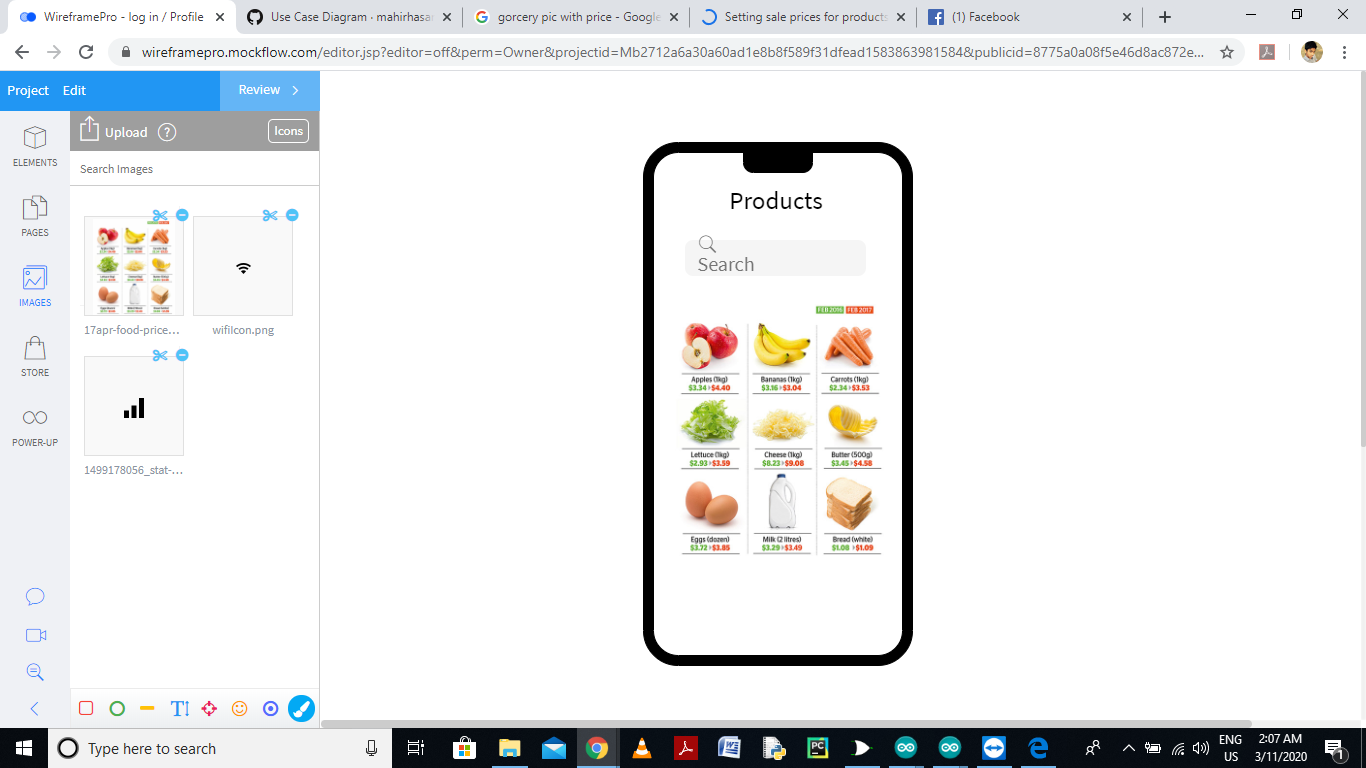 WireframePro - log in / Profile
Use Case Diagram · mahirhasan
gorcery pic with price - Google
Setting sale prices for products
(1) Facebook
wireframepro.mockflow.com/editor.jsp?editor=off&perm=Owner&projectid=Mb2712a6a30a60ad1e8b8f589f31dfead1583863981584&publicid=8775a0a08f5e46d8ac872e...
Project Edit Review
Upload ? Icons
Search Images
ELEMENTS
PAGES
IMAGES
STORE
POWER-UP
17apr-food-price...
wifiIcon.png
1499178056_stat-...
Products
Search
FEB 2016 FEB 2017
Apples (1kg) Bananas (1kg) Carrots (1kg)
$3.34 > $4.40 $3.16 > $3.04 $2.34 > $3.53
Lettuce (1kg) Cheese (1kg) Butter (500g)
$2.93 > $3.59 $8.23 > $9.08 $3.45 > $4.58
Eggs (dozen) Milk (2 litres) Bread (white)
$3.72 > $3.85 $3.29 > $3.49 $1.08 > $1.09
T
Type here to search
PC
ENG
US
2:07 AM
3/11/2020
1